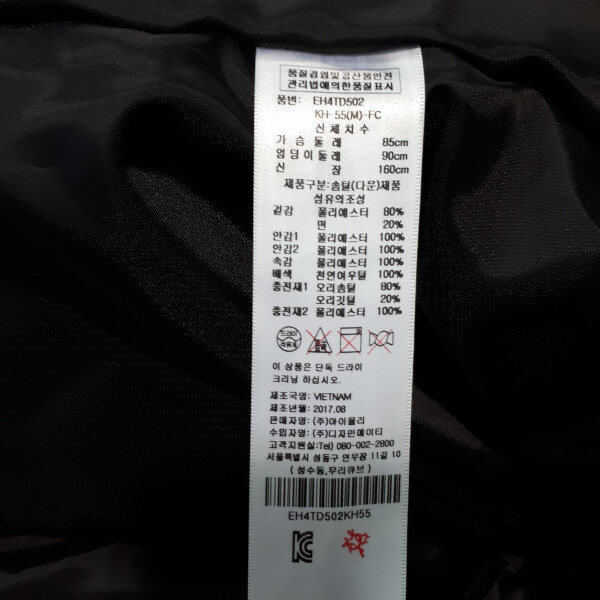 품질경영및공산품안전
관리법에의한품질표시
품번: EH4TD502
KH-55(M)-FC
신체치수
가슴둘레 85cm
엉덩이둘레 90cm
신장 160cm
제품구분:솜털(다운)제품
섬유의조성
겉감 폴리에스터 80%
면 20%
안감1 폴리에스터 100%
안감2 폴리에스터 100%
속감 폴리에스터 100%
배색 천연여우털 100%
충전재1 오리솜털 80%
오리깃털 20%
충전재2 폴리에스터 100%
드라이
석유계
이 상품은 단독 드라이
크리닝 하십시오.
제조국명: VIETNAM
제조년월: 2017.08
판매자명: (주)아이올리
수입자명: (주)디자인에이티
고객지원실:Tel) 080-002-2800
서울특별시 성동구 연무장 11길 10
(성수동,우리큐브)
EH4TD502KH55